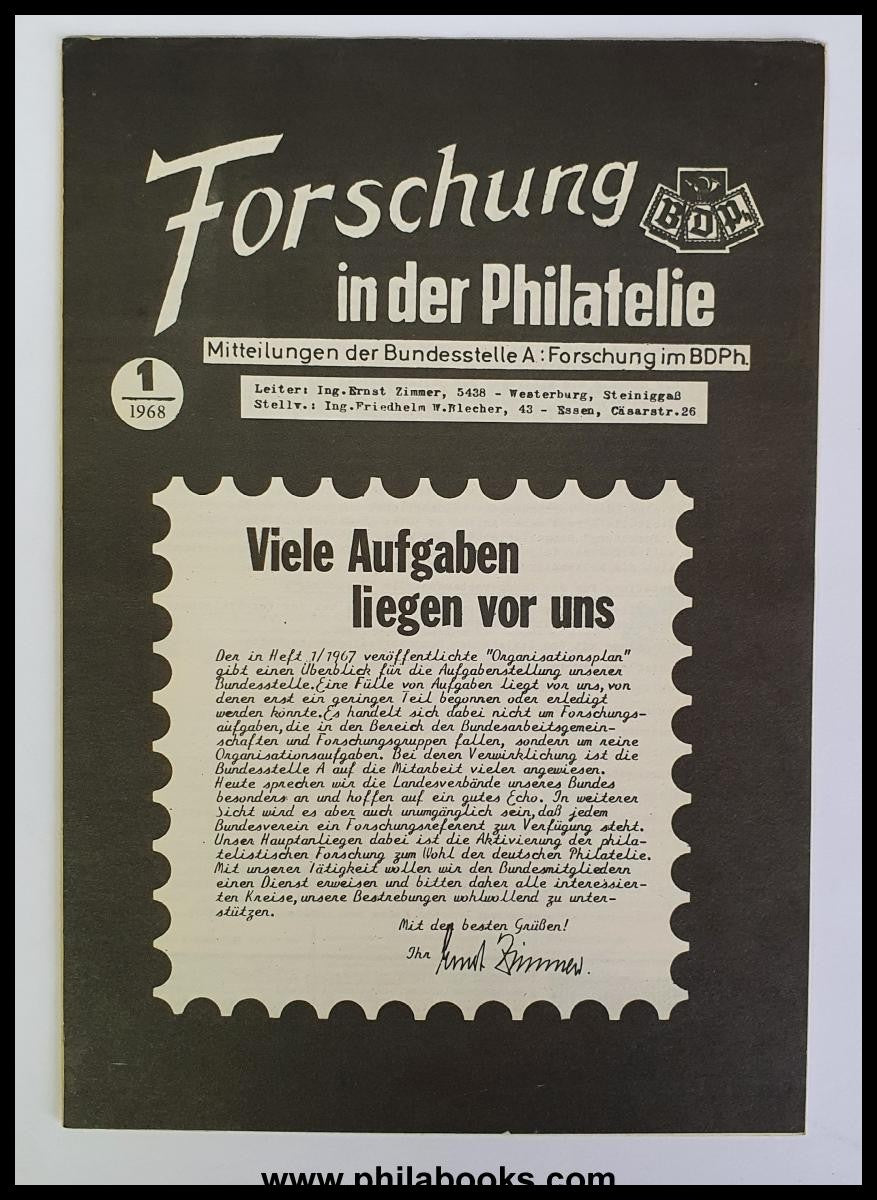 Forschung
BDPh
in der Philatelie
Mitteilungen der Bundesstelle A: Forschung im BDPh.
1
1968
Leiter: Ing.Ernst Zimmer, 5438 - Westerburg, Steiniggaß
Stellv.: Ing.Friedhelm W.Blecher, 43 - Essen, Cäsarstr.26
Viele Aufgaben
liegen vor uns
Der in Heft 1/1967 veröffentlichte "Organisationsplan"
gibt einen Überblick für die Aufgabenstellung unserer
Bundesstelle. Eine Fülle von Aufgaben liegt vor uns, von
denen erst ein geringer Teil begonnen oder erledigt
werden konnte. Es handelt sich dabei nicht um Forschungs-
aufgaben, die in den Bereich der Bundesarbeitsgemein-
schaften und Forschungsgruppen fallen, sondern um reine
Organisationsaufgaben. Bei deren Verwirklichung ist die
Bundesstelle A auf die Mitarbeit vieler angewiesen.
Heute sprechen wir die Landesverbände unseres Bundes
besonders an und hoffen auf ein gutes Echo. In weiterer
Sicht wird es aber auch unumgänglich sein, daß jedem
Bundesverein ein Forschungsreferent zur Verfügung steht.
Unser Hauptanliegen dabei ist die Aktivierung der phila-
telistischen Forschung zum Wohl der deutschen Philatelie.
Mit unserer Tätigkeit wollen wir den Bundesmitgliedern
einen Dienst erweisen und bitten daher alle interessier-
ten Kreise, unsere Bestrebungen wohlwollend zu unter-
stützen.
Mit den besten Grüßen!
Ihr Ernst Zimmer.
www.philabooks.com